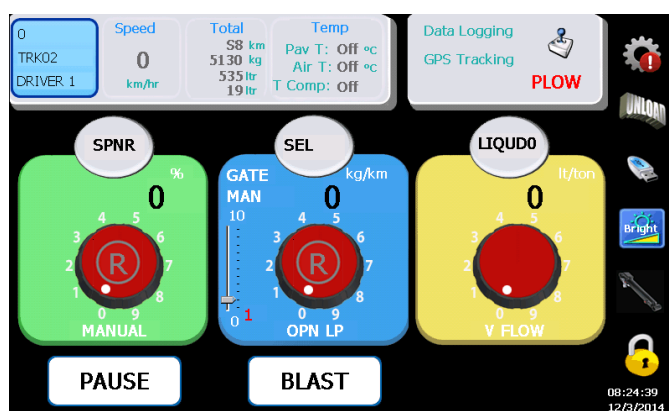 0
TRK02
DRIVER 1
Speed
0
km/hr
Total
S8 km
5130 kg
535 ltr
19 ltr
Temp
Pav T: Off ºc
Air T: Off ºc
T Comp: Off
Data Logging
GPS Tracking
PLOW
UNLOAD
SPNR
%
0
0 1 2 3 4 5 6 7 8 9
R
MANUAL
SEL
GATE
MAN
kg/km
0
10
0
1
0 1 2 3 4 5 6 7 8 9
R
OPN LP
LIQUD0
lt/ton
0
0 1 2 3 4 5 6 7 8 9
V FLOW
Bright
1
PAUSE
BLAST
08:24:39
12/3/2014